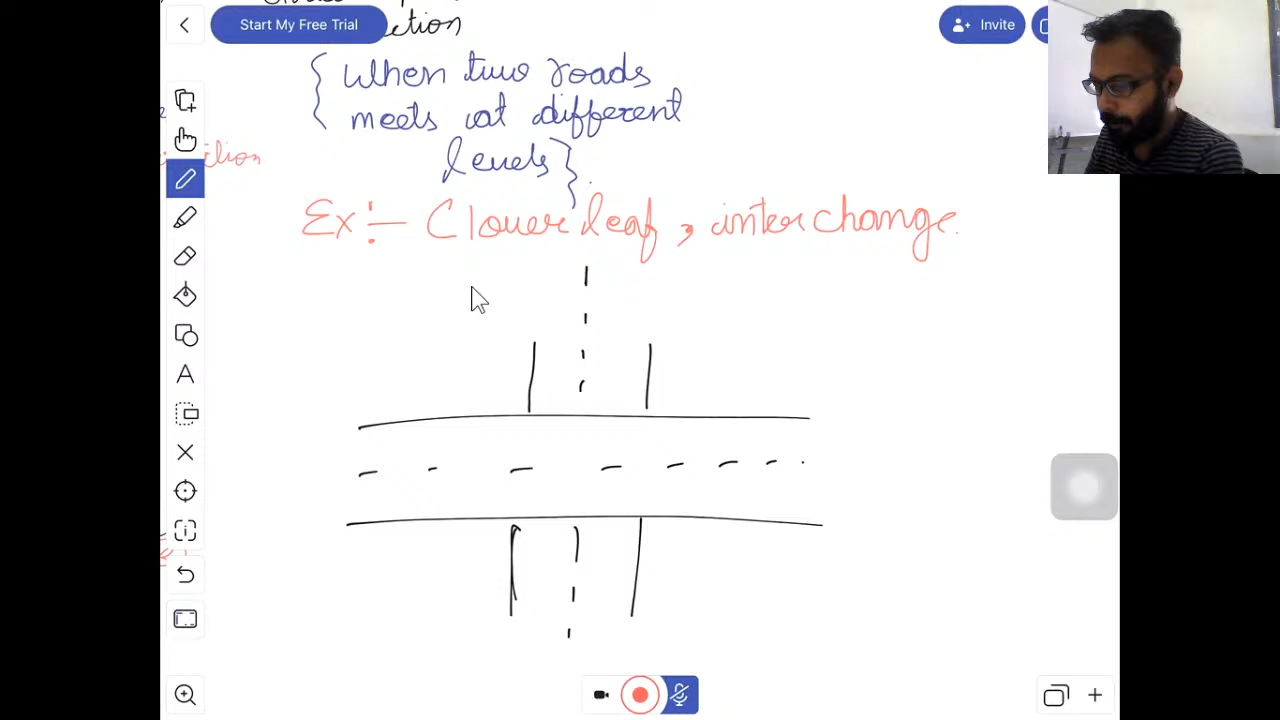 Start My Free Trial
Invite
{ When two roads
meets at different
levels}.
Ex:- Clover leaf, interchange.